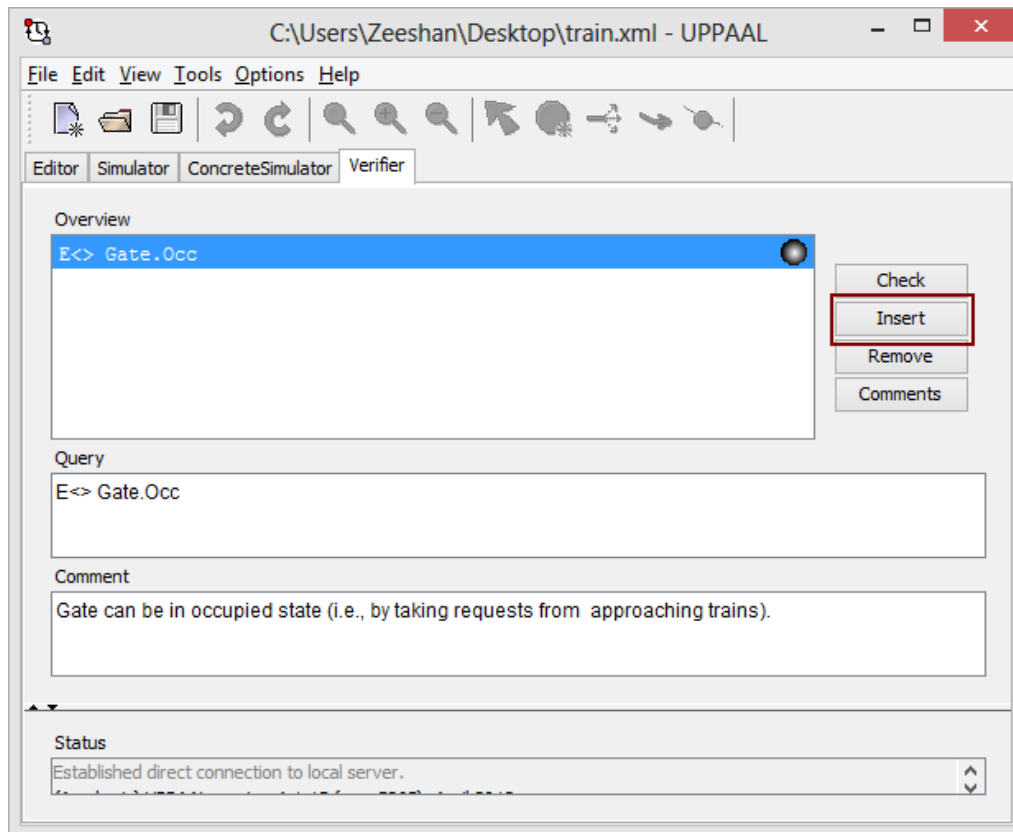 C:\Users\Zeeshan\Desktop\train.xml - UPPAAL
File Edit View Tools Options Help
Editor Simulator ConcreteSimulator Verifier
Overview
E<> Gate.Occ
Check
Insert
Remove
Comments
Query
E<> Gate.Occ
Comment
Gate can be in occupied state (i.e., by taking requests from approaching trains).
Status
Established direct connection to local server.